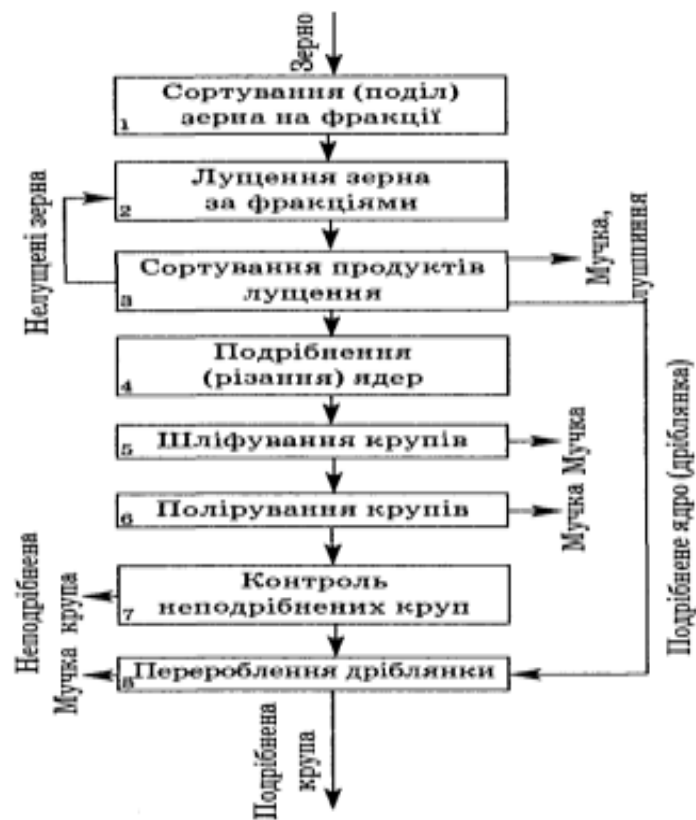 Зерно
Сортування (поділ)
зерна на фракції
1
Лущення зерна
за фракціями
2
Нелущені зерна
Сортування продуктів
лущення
3
Мучка,
лушпиння
Подрібнення
(різання) ядер
4
Шліфування крупів
5
Мучка
Полірування крупів
6
Мучка
Подрібнене ядро (дріблянка)
Контроль
неподрібнених круп
7
Неподрібнена
крупа
Перероблення дріблянки
8
Мучка
Подрібнена
крупа